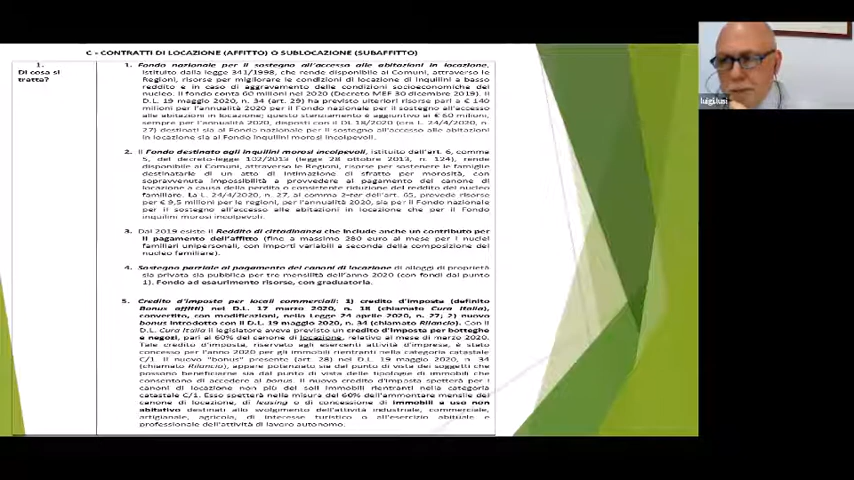 C - CONTRATTI DI LOCAZIONE (AFFITTO) O SUBLOCAZIONE (SUBAFFITTO)
1.
Di cosa si
tratta?
1. Fondo nazionale per il sostegno all'accesso alle abitazioni in locazione,
istituito dalla legge 341/1998, che rende disponibile ai Comuni, attraverso le
Regioni, risorse per migliorare le condizioni di locazione di inquilini a basso
reddito e in caso di aggravamento delle condizioni socioeconomiche del
nucleo. Il fondo conta 60 milioni nel 2020 (Decreto MEF 30 dicembre 2019). Il
D.L. 19 maggio 2020, n. 34 (art. 29) ha previsto ulteriori risorse pari a € 140
milioni per l'annualità 2020 per il Fondo nazionale per il sostegno all'accesso
alle abitazioni in locazione; questo stanziamento è aggiuntivo ai € 60 milioni,
sempre per l'annualità 2020, disposti con il DL 18/2020 (ora L. 24/4/2020, n.
27) destinati sia al Fondo nazionale per il sostegno all'accesso alle abitazioni
in locazione sia al Fondo inquilini morosi incolpevoli.
2. Il Fondo destinato agli inquilini morosi incolpevoli, istituito dall'art. 6, comma
5, del decreto-legge 102/2013 (legge 28 ottobre 2013, n. 124), rende
disponibile ai Comuni, attraverso le Regioni, risorse per sostenere le famiglie
destinatarie di un atto di intimazione di sfratto per morosità, con
sopravvenuta impossibilità a provvedere al pagamento del canone di
locazione a causa della perdita o consistente riduzione del reddito del nucleo
familiare. La L. 24/4/2020, n. 27, al comma 2-ter dell'art. 65, prevede risorse
per € 9,5 milioni per le regioni, per l'annualità 2020, sia per il Fondo nazionale
per il sostegno all'accesso alle abitazioni in locazione che per il Fondo
inquilini morosi incolpevoli.
3. Dal 2019 esiste il Reddito di cittadinanza che include anche un contributo per
il pagamento dell'affitto (fino a massimo 280 euro al mese per i nuclei
familiari unipersonali, con importi variabili a seconda della composizione del
nucleo familiare).
4. Sostegno parziale al pagamento dei canoni di locazione di alloggi di proprietà
sia privata sia pubblica per tre mensilità dell'anno 2020 (con fondi dal punto
1). Fondo ad esaurimento risorse, con graduatoria.
5. Credito d'imposta per locali commerciali: 1) credito d'imposta (definito
Bonus affitti) nel D.L. 17 marzo 2020, n. 18 (chiamato Cura Italia),
convertito, con modificazioni, nella Legge 24 aprile 2020, n. 27; 2) nuovo
bonus introdotto con il D.L. 19 maggio 2020, n. 34 (chiamato Rilancio). Con il
D.L. Cura Italia il legislatore aveva previsto un credito d'imposta per botteghe
e negozi, pari al 60% del canone di locazione, relativo al mese di marzo 2020.
Tale credito d'imposta, riservato agli esercenti attività d'impresa, è stato
concesso per l'anno 2020 per gli immobili rientranti nella categoria catastale
C/1. Il nuovo "bonus" presente (art. 28) nel D.L. 19 maggio 2020, n. 34
(chiamato Rilancio), appare potenziato sia dal punto di vista dei soggetti che
possono beneficiarne sia dal punto di vista delle tipologie di immobili che
consentono di accedere al bonus. Il nuovo credito d'imposta spetterà per i
canoni di locazione non più dei soli immobili rientranti nella categoria
catastale C/1. Esso spetterà nella misura del 60% dell'ammontare mensile del
canone di locazione, di leasing o di concessione di immobili a uso non
abitativo destinati allo svolgimento dell'attività industriale, commerciale,
artigianale, agricola, di interesse turistico o all'esercizio abituale e
professionale dell'attività di lavoro autonomo.
luigi lusi